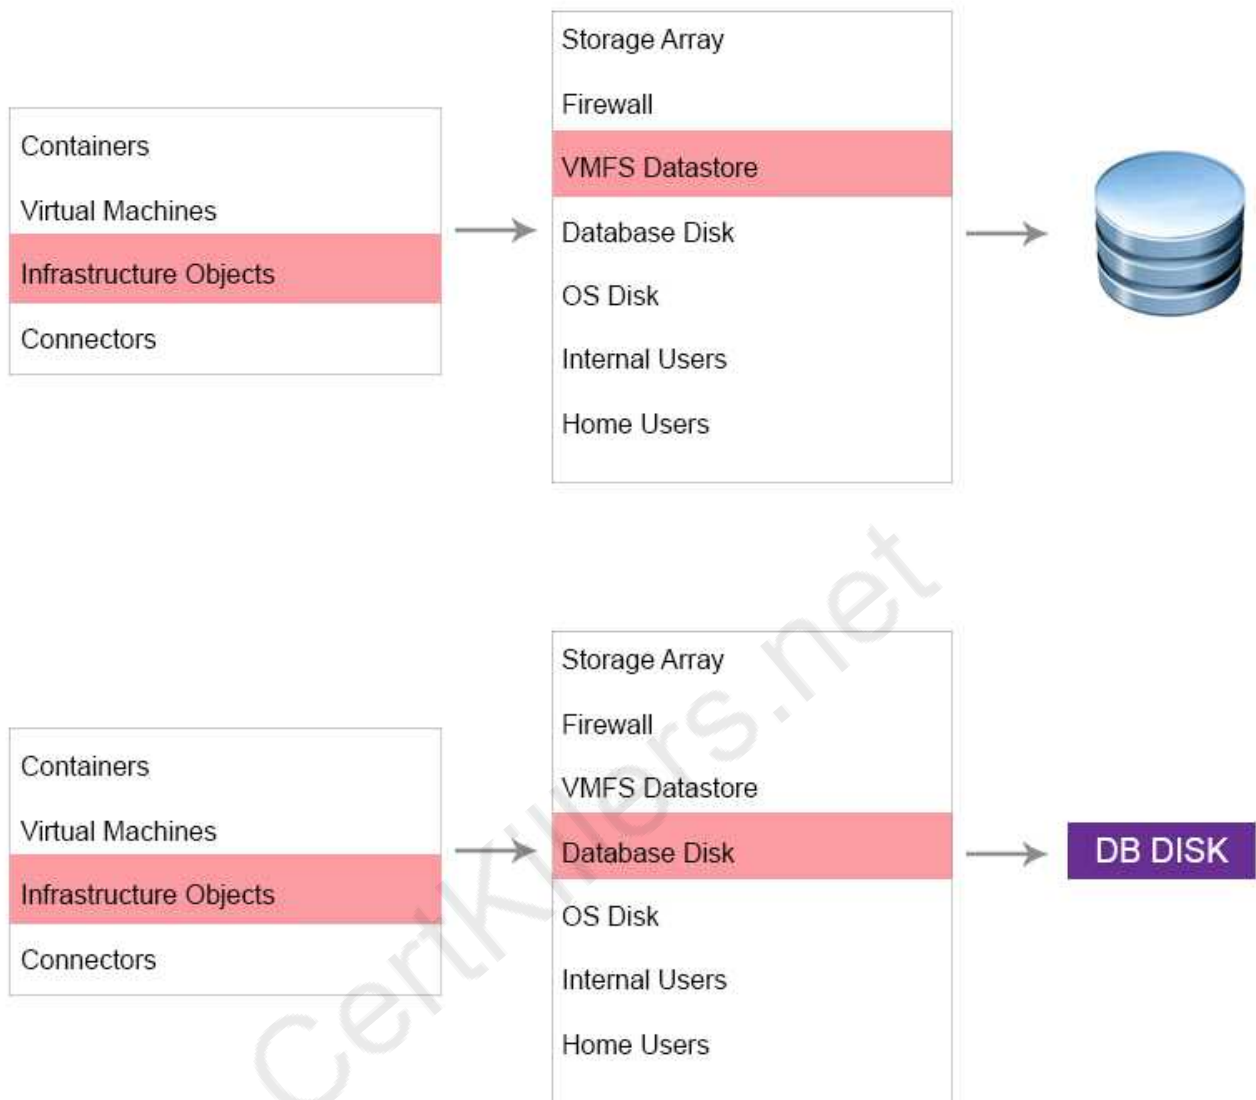 Storage Array
Firewall
VMFS Datastore
Database Disk
OS Disk
Internal Users
Home Users
Containers
Virtual Machines
Infrastructure Objects
Connectors
Storage Array
Firewall
VMFS Datastore
Database Disk
OS Disk
Internal Users
Home Users
Containers
Virtual Machines
Infrastructure Objects
Connectors
DB DISK
CertKillers.net